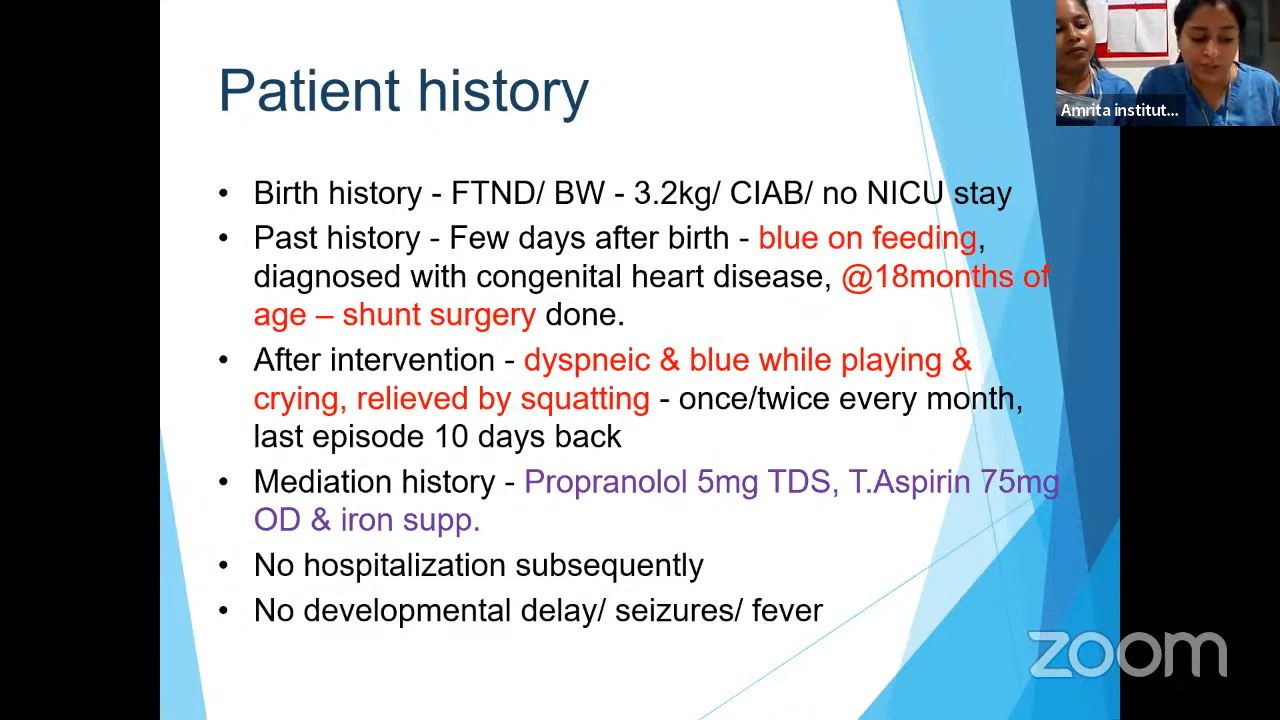 Patient history
• Birth history - FTND/ BW - 3.2kg/ CIAB/ no NICU stay
• Past history - Few days after birth - blue on feeding,
diagnosed with congenital heart disease, @18months of
age – shunt surgery done.
• After intervention - dyspneic & blue while playing &
crying, relieved by squatting - once/twice every month,
last episode 10 days back
• Mediation history - Propranolol 5mg TDS, T.Aspirin 75mg
OD & iron supp.
• No hospitalization subsequently
• No developmental delay/ seizures/ fever
Amrita institut...
zoom